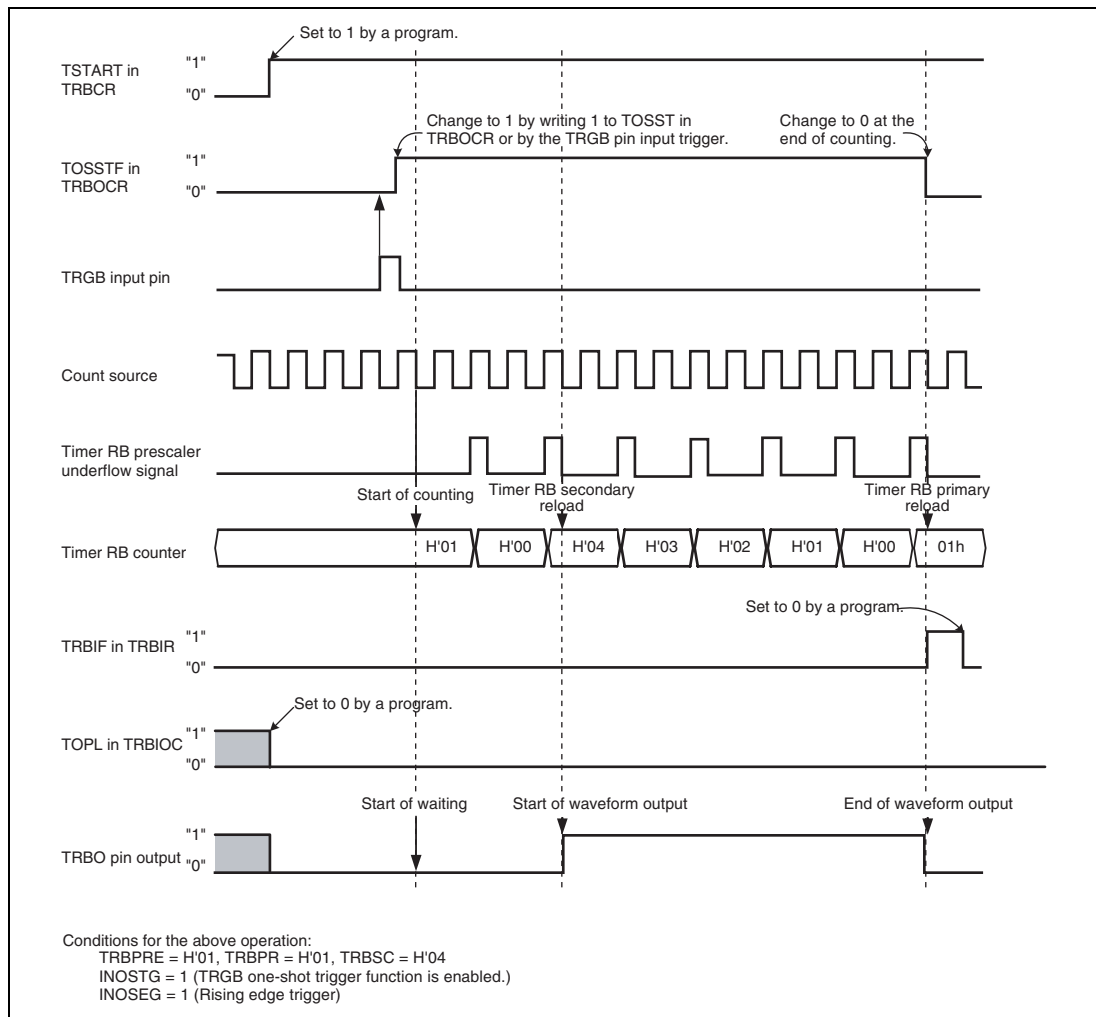 Set to 1 by a program.
TSTART in
TRBCR
"1"
"0"
Change to 1 by writing 1 to TOSST in
TRBOCR or by the TRGB pin input trigger.
Change to 0 at the
end of counting.
TOSSTF in
TRBOCR
"1"
"0"
TRGB input pin
Count source
Timer RB prescaler
underflow signal
Start of counting
Timer RB secondary
reload
Timer RB primary
reload
Timer RB counter
H'01
H'00
H'04
H'03
H'02
H'01
H'00
01h
Set to 0 by a program.
TRBIF in TRBIR
"1"
"0"
Set to 0 by a program.
TOPL in TRBIOC
"1"
"0"
Start of waiting
Start of waveform output
End of waveform output
TRBO pin output
"1"
"0"
Conditions for the above operation:
TRBPRE = H'01, TRBPR = H'01, TRBSC = H'04
INOSTG = 1 (TRGB one-shot trigger function is enabled.)
INOSEG = 1 (Rising edge trigger)